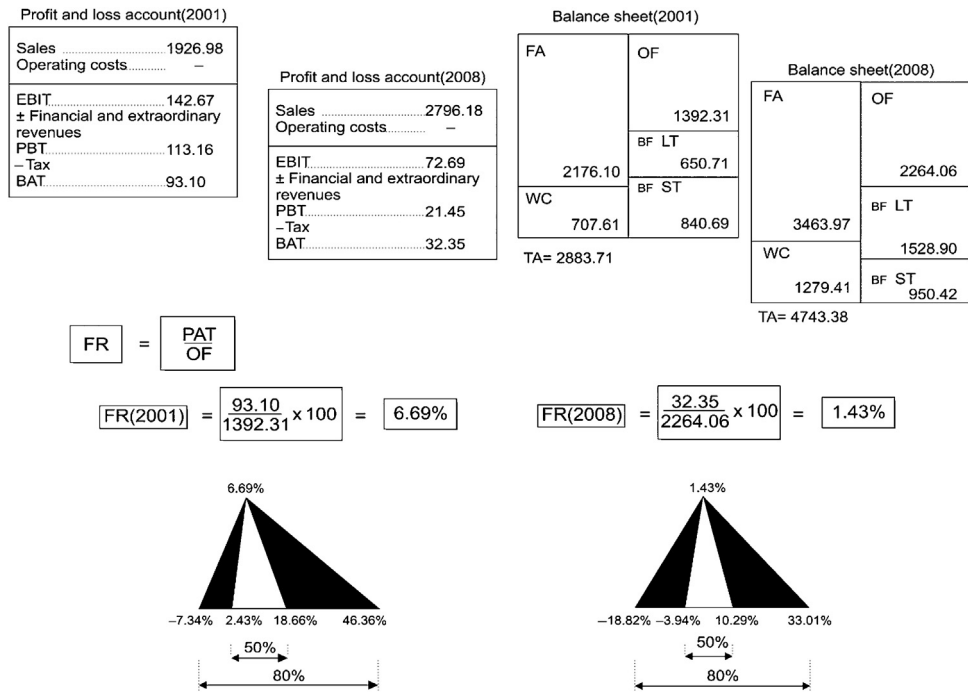 Profit and loss account(2001)
Sales ..................... 1926.98
Operating costs............ –
EBIT........................ 142.67
± Financial and extraordinary
revenues
PBT........................ 113.16
–Tax
BAT........................ 93.10
Profit and loss account(2008)
Sales ..................... 2796.18
Operating costs............ –
EBIT........................ 72.69
± Financial and extraordinary
revenues
PBT........................ 21.45
–Tax
BAT........................ 32.35
Balance sheet(2001)
FA
2176.10
WC
707.61
OF
1392.31
BF LT
650.71
BF ST
840.69
TA= 2883.71
Balance sheet(2008)
FA
3463.97
WC
1279.41
OF
2264.06
BF LT
1528.90
BF ST
950.42
TA= 4743.38
FR = PAT
OF
FR(2001) = 93.10
1392.31 x 100 = 6.69%
FR(2008) = 32.35
2264.06 x 100 = 1.43%
6.69%
–7.34% 2.43% 18.66% 46.36%
50%
80%
1.43%
–18.82% –3.94% 10.29% 33.01%
50%
80%